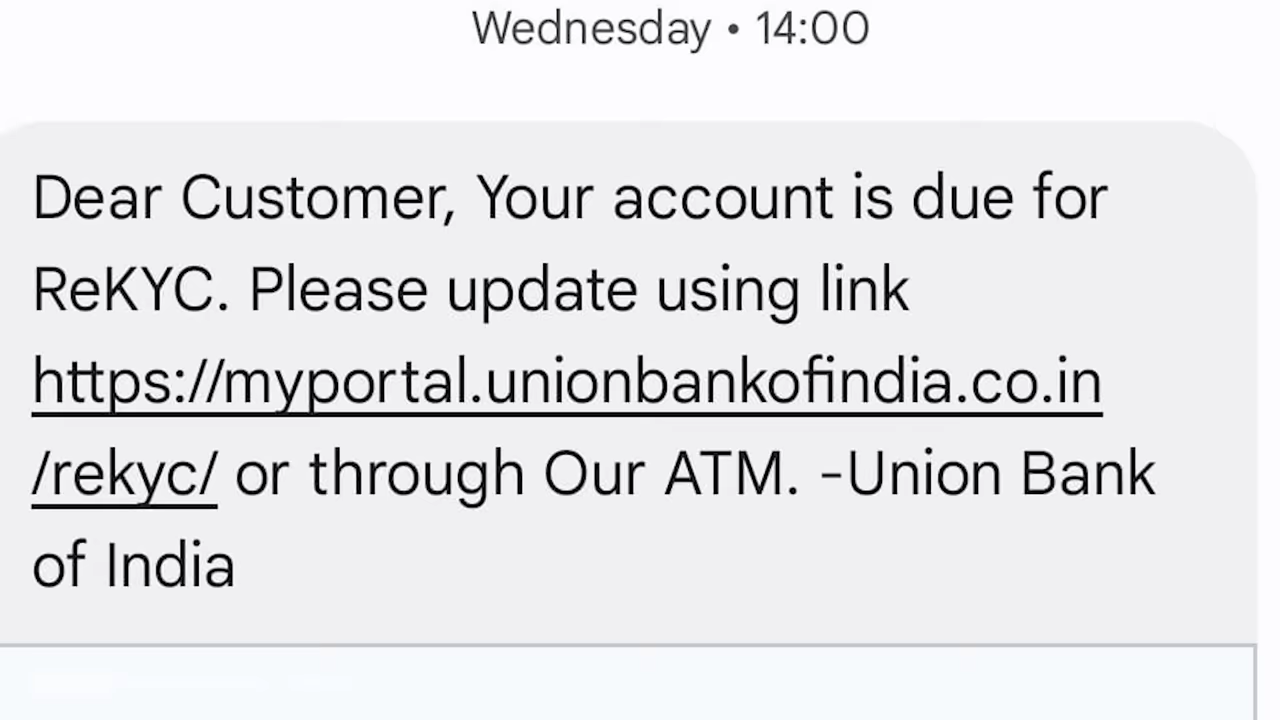 Wednesday • 14:00
Dear Customer, Your account is due for
ReKYC. Please update using link
https://myportal.unionbankofindia.co.in
/rekyc/ or through Our ATM. -Union Bank
of India